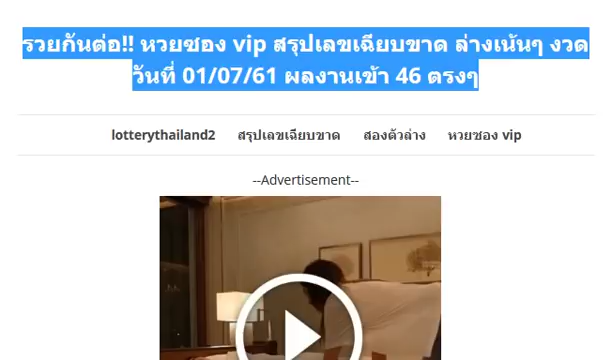 รวยกันต่อ!! หวยซอง vip สรุปเลขเฉียบขาด ล่างเน้นๆ งวด
วันที่ 01/07/61 ผลงานเข้า 46 ตรงๆ
lotterythailand2 สรุปเลขเฉียบขาด สองตัวล่าง หวยซอง vip
--Advertisement--